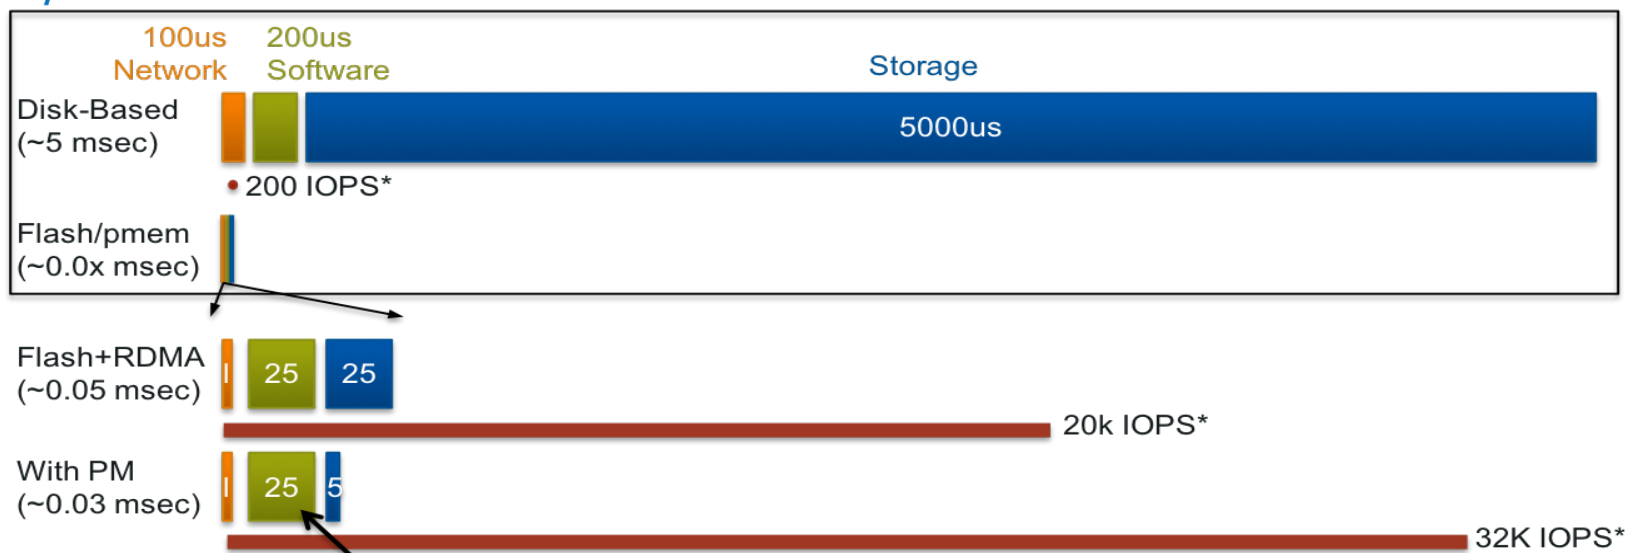 100us 200us
Network Software Storage
Disk-Based
(~5 msec)
5000us
200 IOPS*
Flash/pmem
(~0.0x msec)
Flash+RDMA
(~0.05 msec)
I 25 25
20k IOPS*
With PM
(~0.03 msec)
I 25 5
32K IOPS*